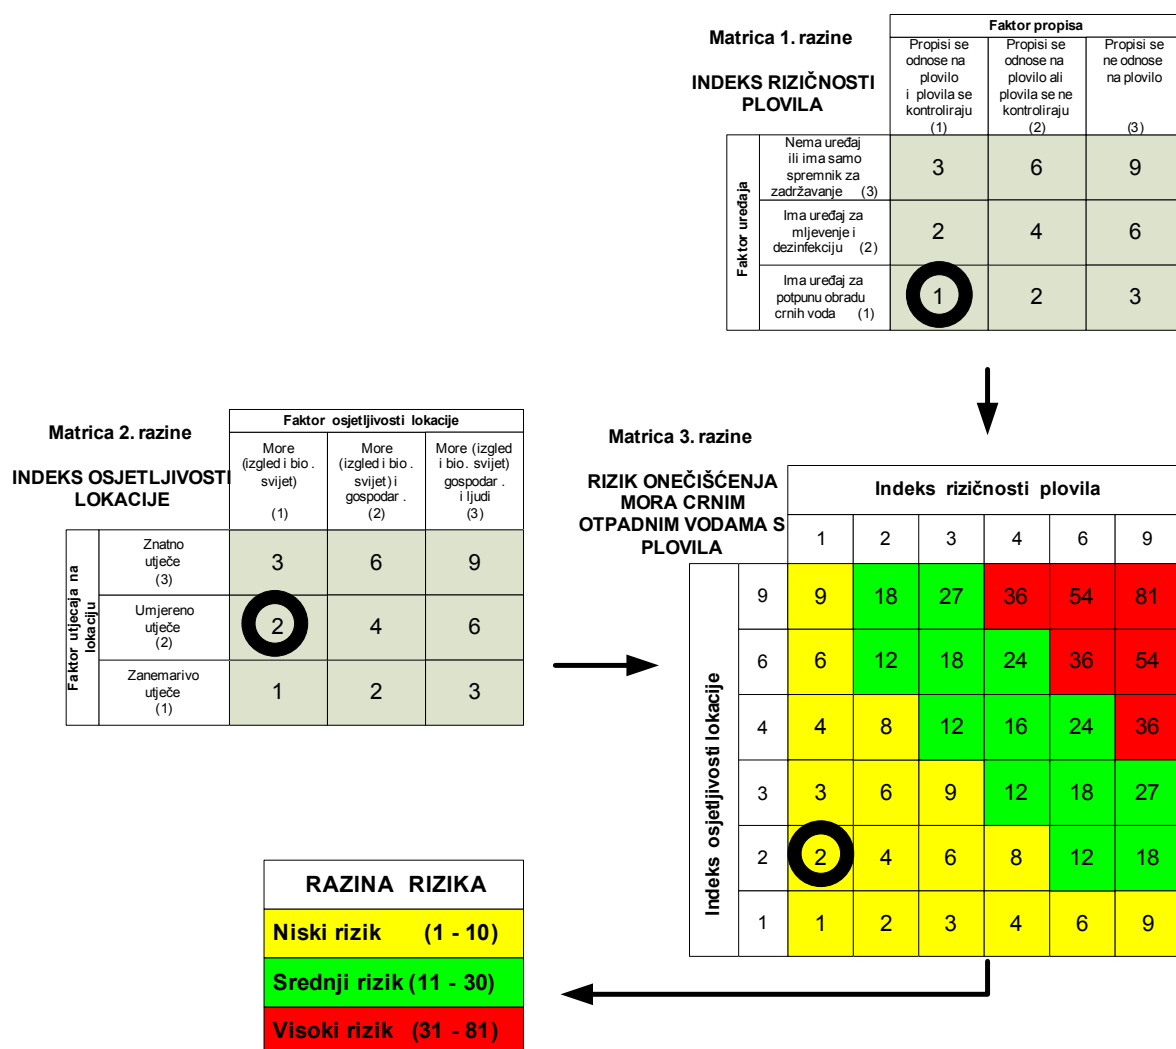 Matrica 1. razine
INDEKS RIZIČNOSTI
PLOVILA
Faktor propisa
Propisi se
odnose na
plovilo
i plovila se
kontroliraju
(1)
Propisi se
odnose na
plovilo ali
plovila se ne
kontroliraju
(2)
Propisi se
ne odnose
na plovilo
(3)
Faktor uređaja
Nema uređaj
ili ima samo
spremnik za
zadržavanje (3)
3 6 9
Ima uređaj za
mljevenje i
dezinfekciju (2)
2 4 6
Ima uređaj za
potpunu obradu
crnih voda (1)
1 2 3
Matrica 2. razine
INDEKS OSJETLJIVOSTI
LOKACIJE
Faktor osjetljivosti lokacije
More
(izgled i bio .
svijet)
(1)
More
(izgled i bio .
svijet) i
gospodar .
(2)
More (izgled
i bio. svijet)
gospodar .
i ljudi
(3)
Faktor utjecaja na
lokaciju
Znatno
utječe
(3)
3 6 9
Umjereno
utječe
(2)
2 4 6
Zanemarivo
utječe
(1)
1 2 3
Matrica 3. razine
RIZIK ONEČIŠĆENJA
MORA CRNIM
OTPADNIM VODAMA S
PLOVILA
Indeks rizičnosti plovila
1 2 3 4 6 9
Indeks osjetljivosti lokacije
9 9 18 27 36 54 81
6 6 12 18 24 36 54
4 4 8 12 16 24 36
3 3 6 9 12 18 27
2 2 4 6 8 12 18
1 1 2 3 4 6 9
RAZINA RIZIKA
Niski rizik (1 - 10)
Srednji rizik (11 - 30)
Visoki rizik (31 - 81)